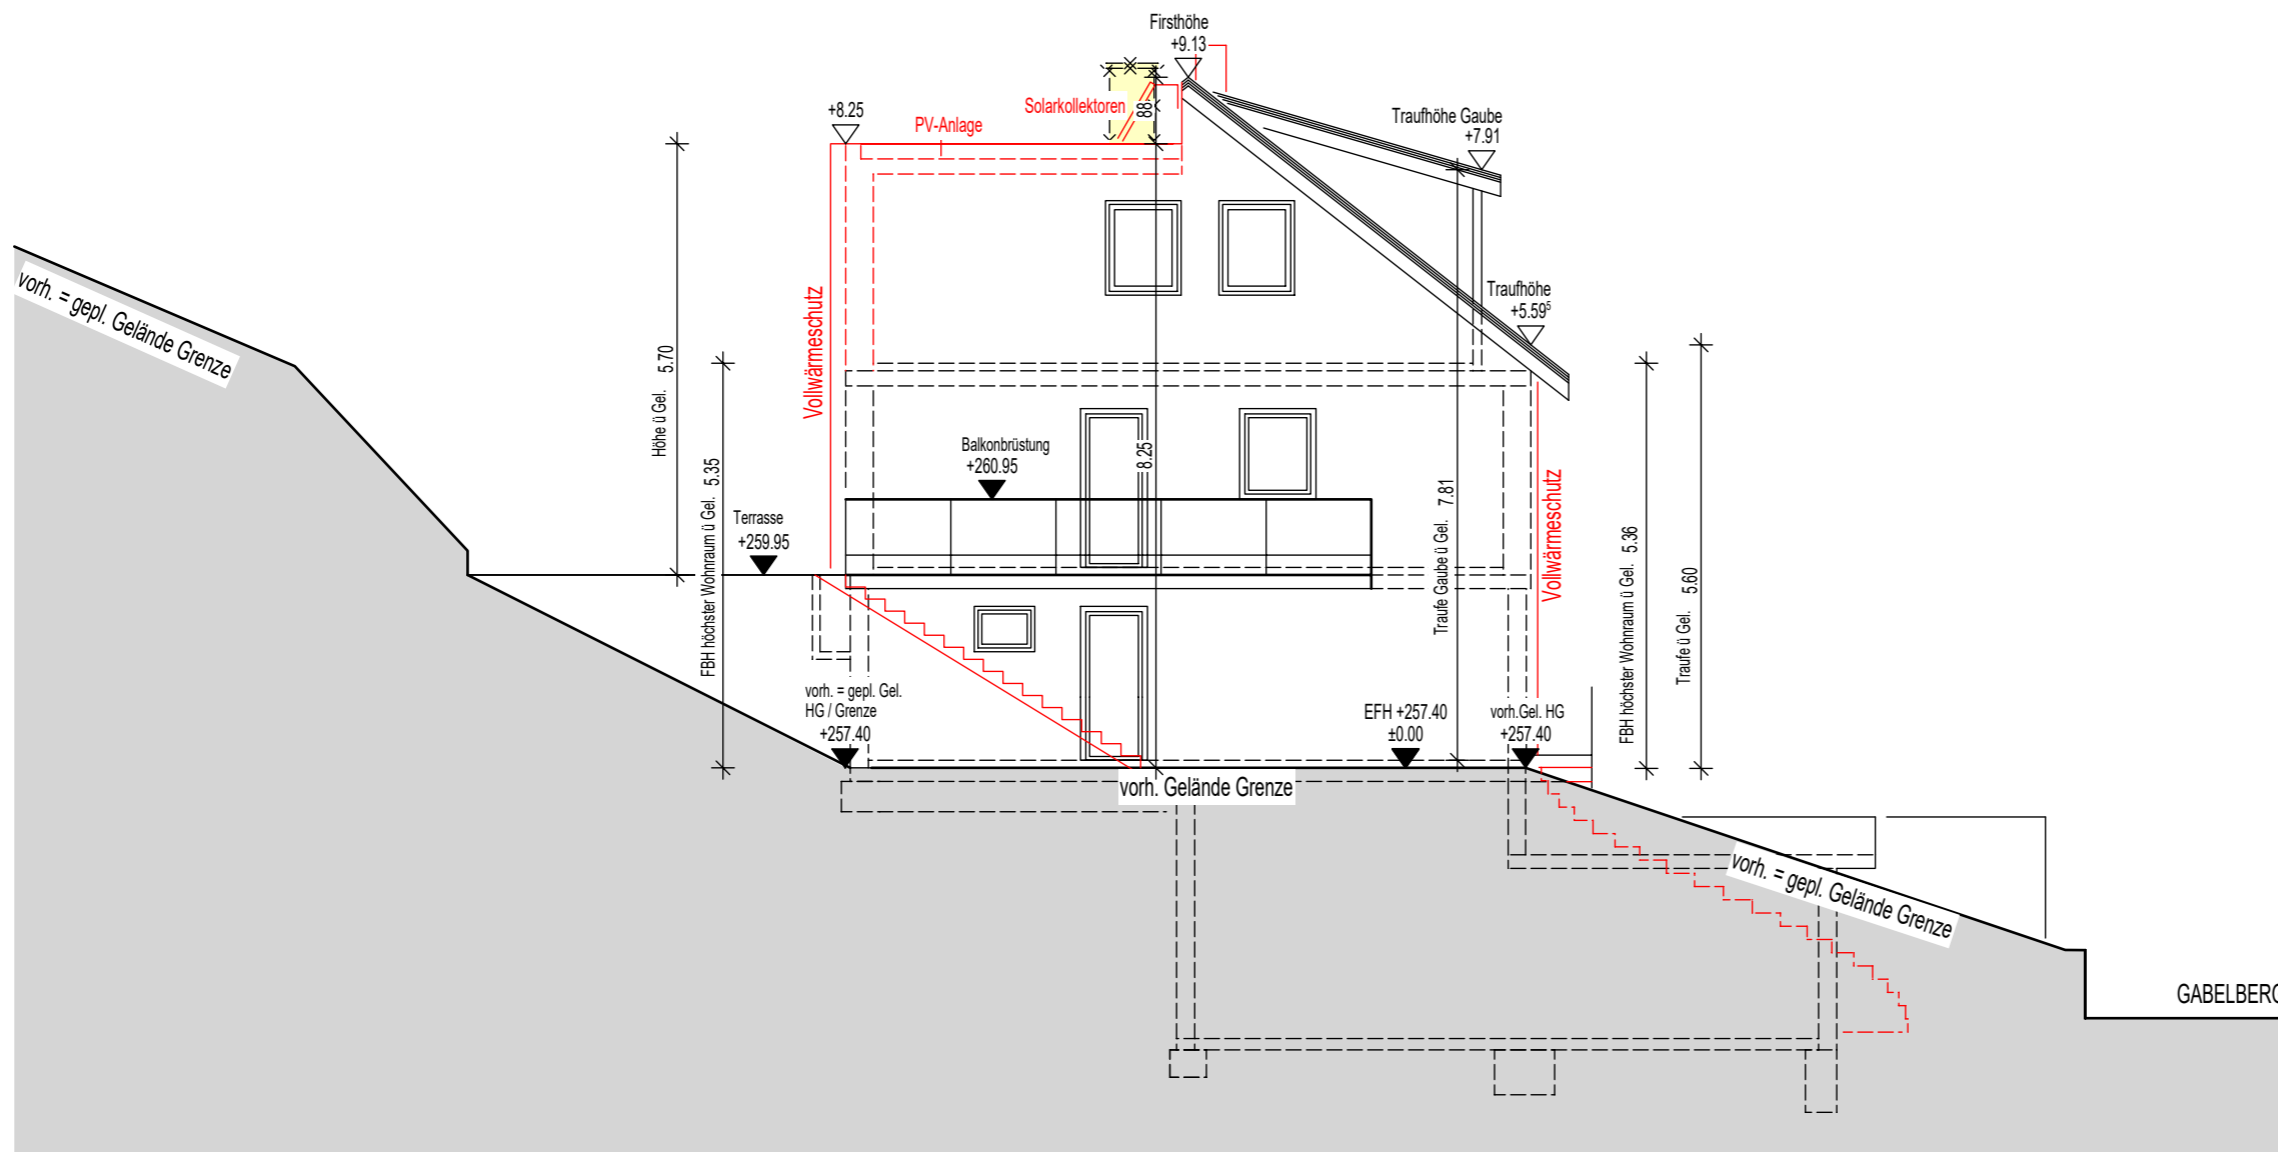 Firsthöhe
+9.13
+8.25
PV-Anlage
Solarkollektoren
88
Traufhöhe Gaube
+7.91
vorh. = gepl. Gelände Grenze
Vollwärmeschutz
Traufhöhe
+5.59⁵
Höhe ü Gel. 5.70
FBH höchster Wohnraum ü Gel. 5.35
Balkonbrüstung
+260.95
8.25
Traufe Gaube ü Gel. 7.81
Vollwärmeschutz
FBH höchster Wohnraum ü Gel. 5.36
Traufe ü Gel. 5.60
Terrasse
+259.95
vorh. = gepl. Gel.
HG / Grenze
+257.40
EFH +257.40
±0.00
vorh.Gel. HG
+257.40
vorh. Gelände Grenze
vorh. = gepl. Gelände Grenze
GABELBERG